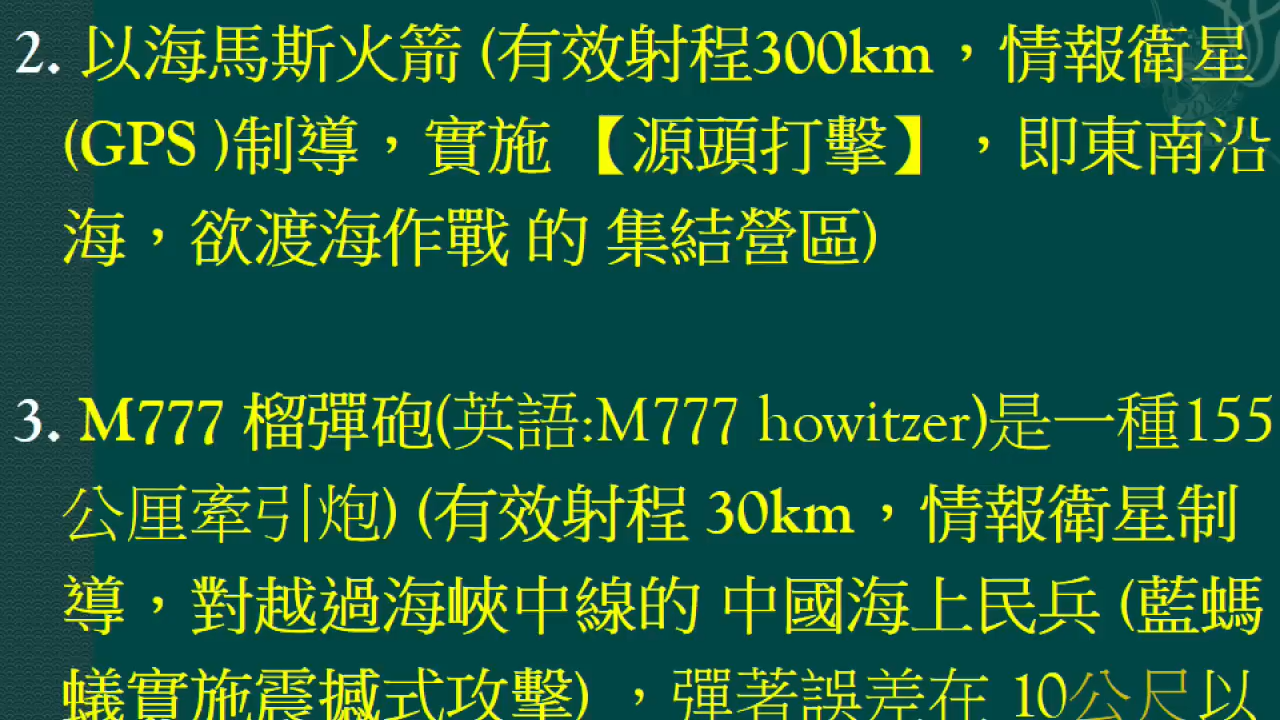 2. 以海馬斯火箭 (有效射程300km，情報衛星
(GPS )制導，實施 【源頭打擊】，即東南沿
海，欲渡海作戰 的 集結營區)
3. M777 榴彈砲(英語:M777 howitzer)是一種155
公厘牽引炮) (有效射程 30km，情報衛星制
導，對越過海峽中線的 中國海上民兵 (藍螞
蟻實施震撼式攻擊) ，彈著誤差在 10公尺以